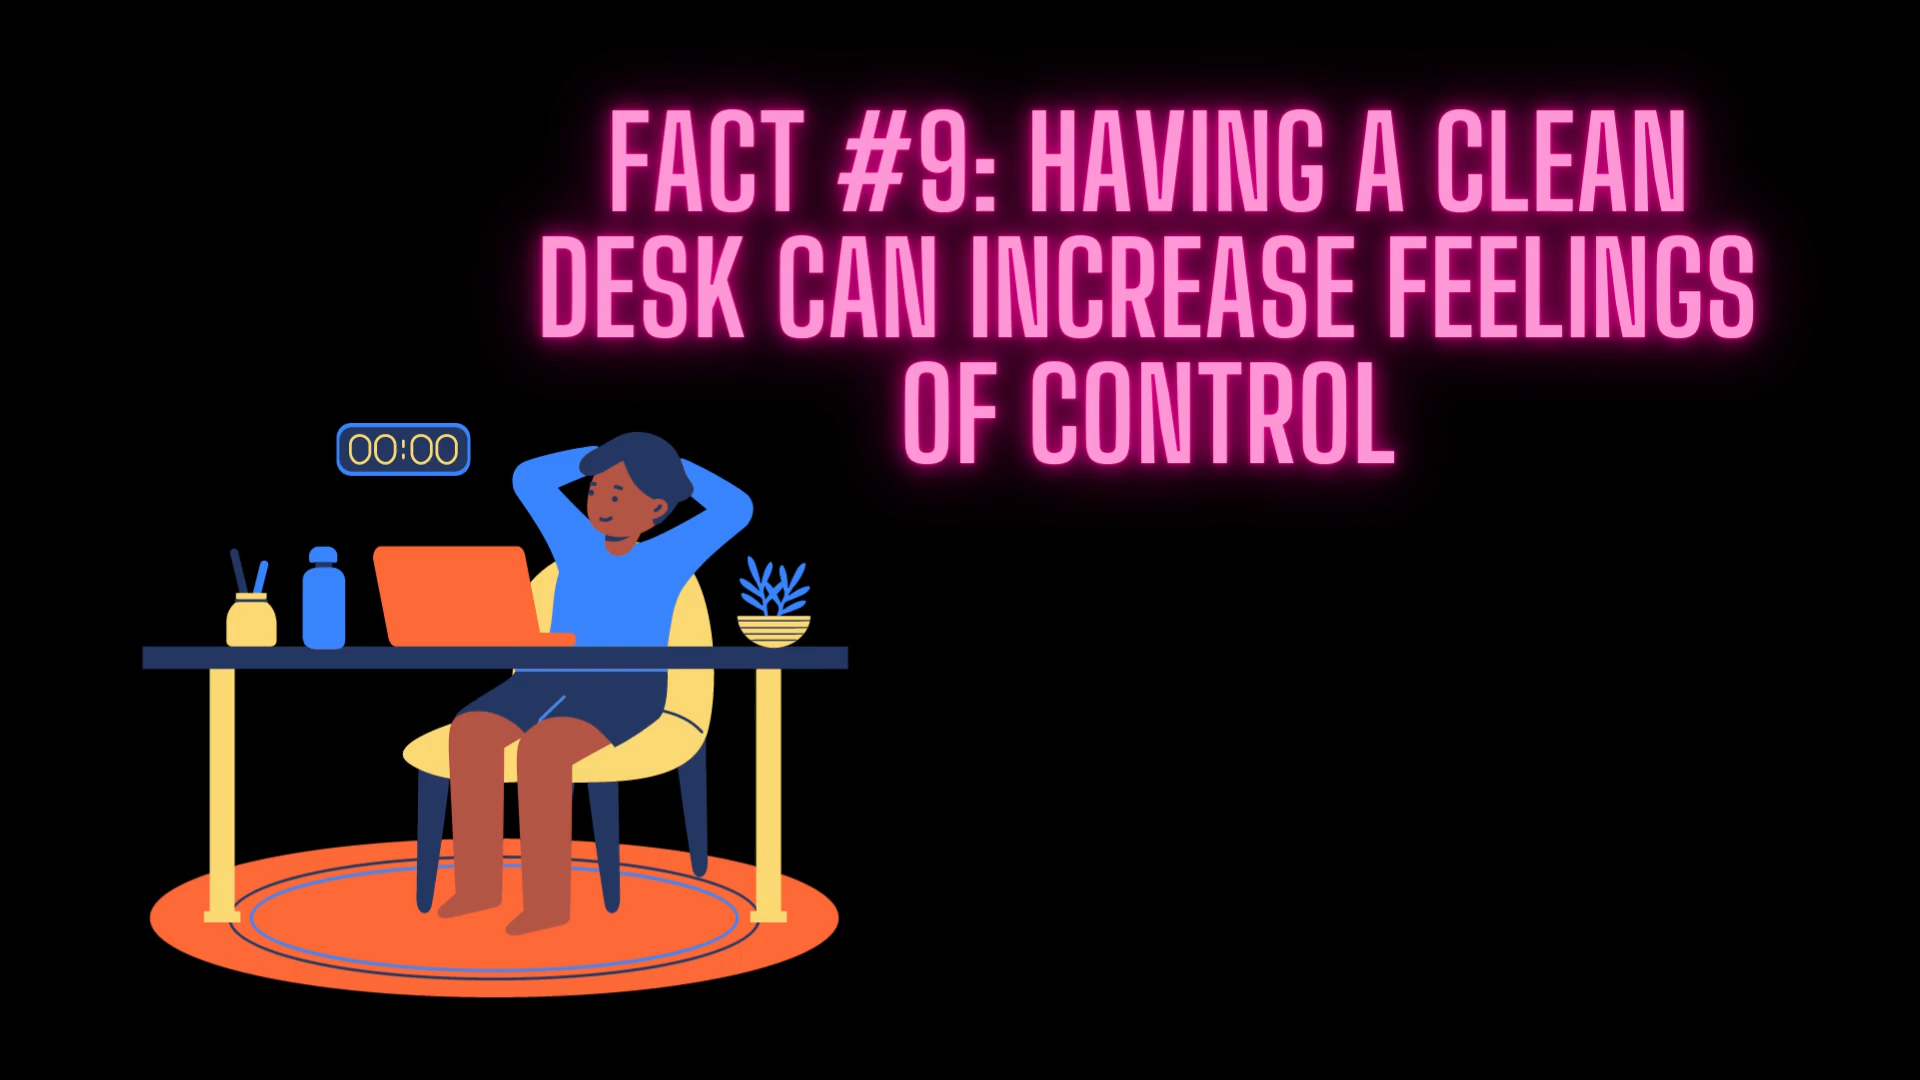 FACT #9: HAVING A CLEAN
DESK CAN INCREASE FEELINGS
OF CONTROL
00:00